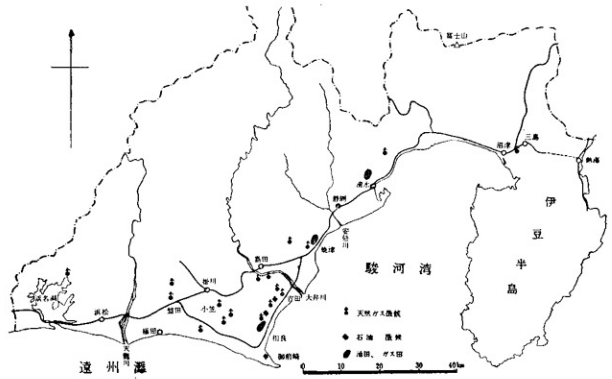 富士山
三島
沼津
熱海
清水
静岡
安倍川
焼津
伊豆半島
駿河湾
島田
掛川
小笠
吉田
大井川
浜名湖
浜松
磐田
福田
天竜川
相良
御前崎
遠州灘
天然ガス徴候
石油徴候
油田、ガス田
0 10 20 40km